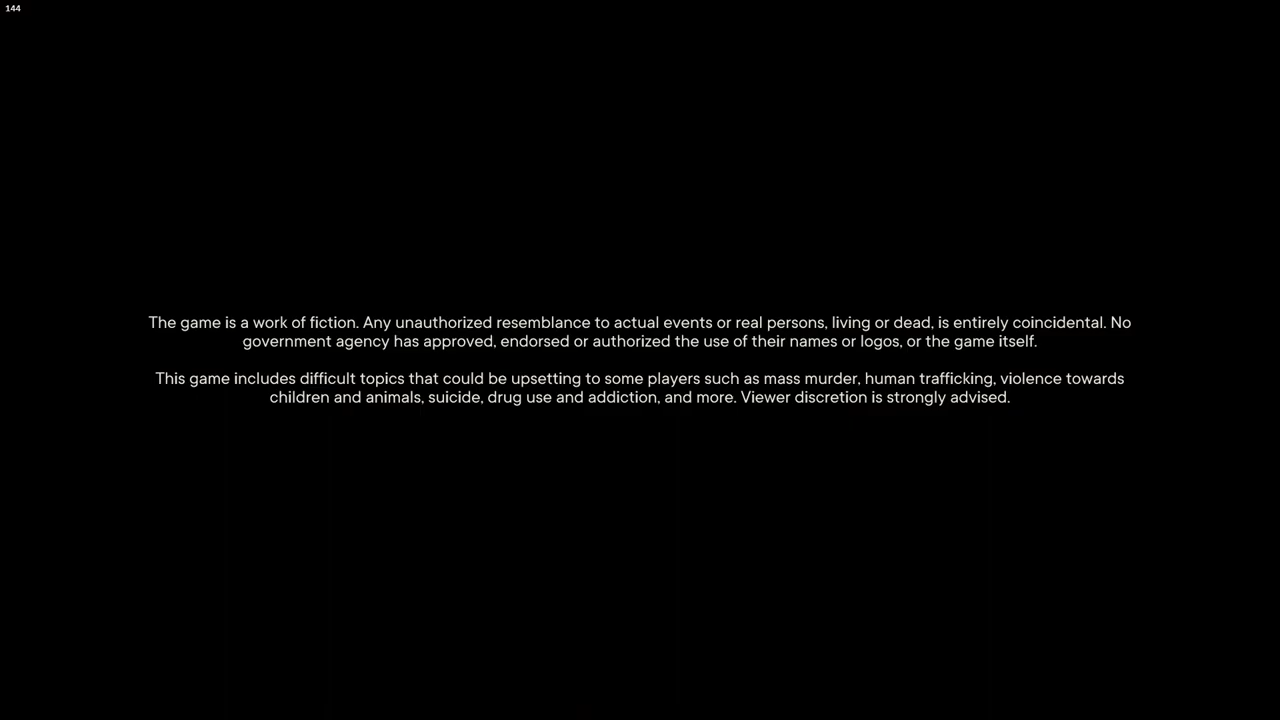 144
The game is a work of fiction. Any unauthorized resemblance to actual events or real persons, living or dead, is entirely coincidental. No
government agency has approved, endorsed or authorized the use of their names or logos, or the game itself.
This game includes difficult topics that could be upsetting to some players such as mass murder, human trafficking, violence towards
children and animals, suicide, drug use and addiction, and more. Viewer discretion is strongly advised.